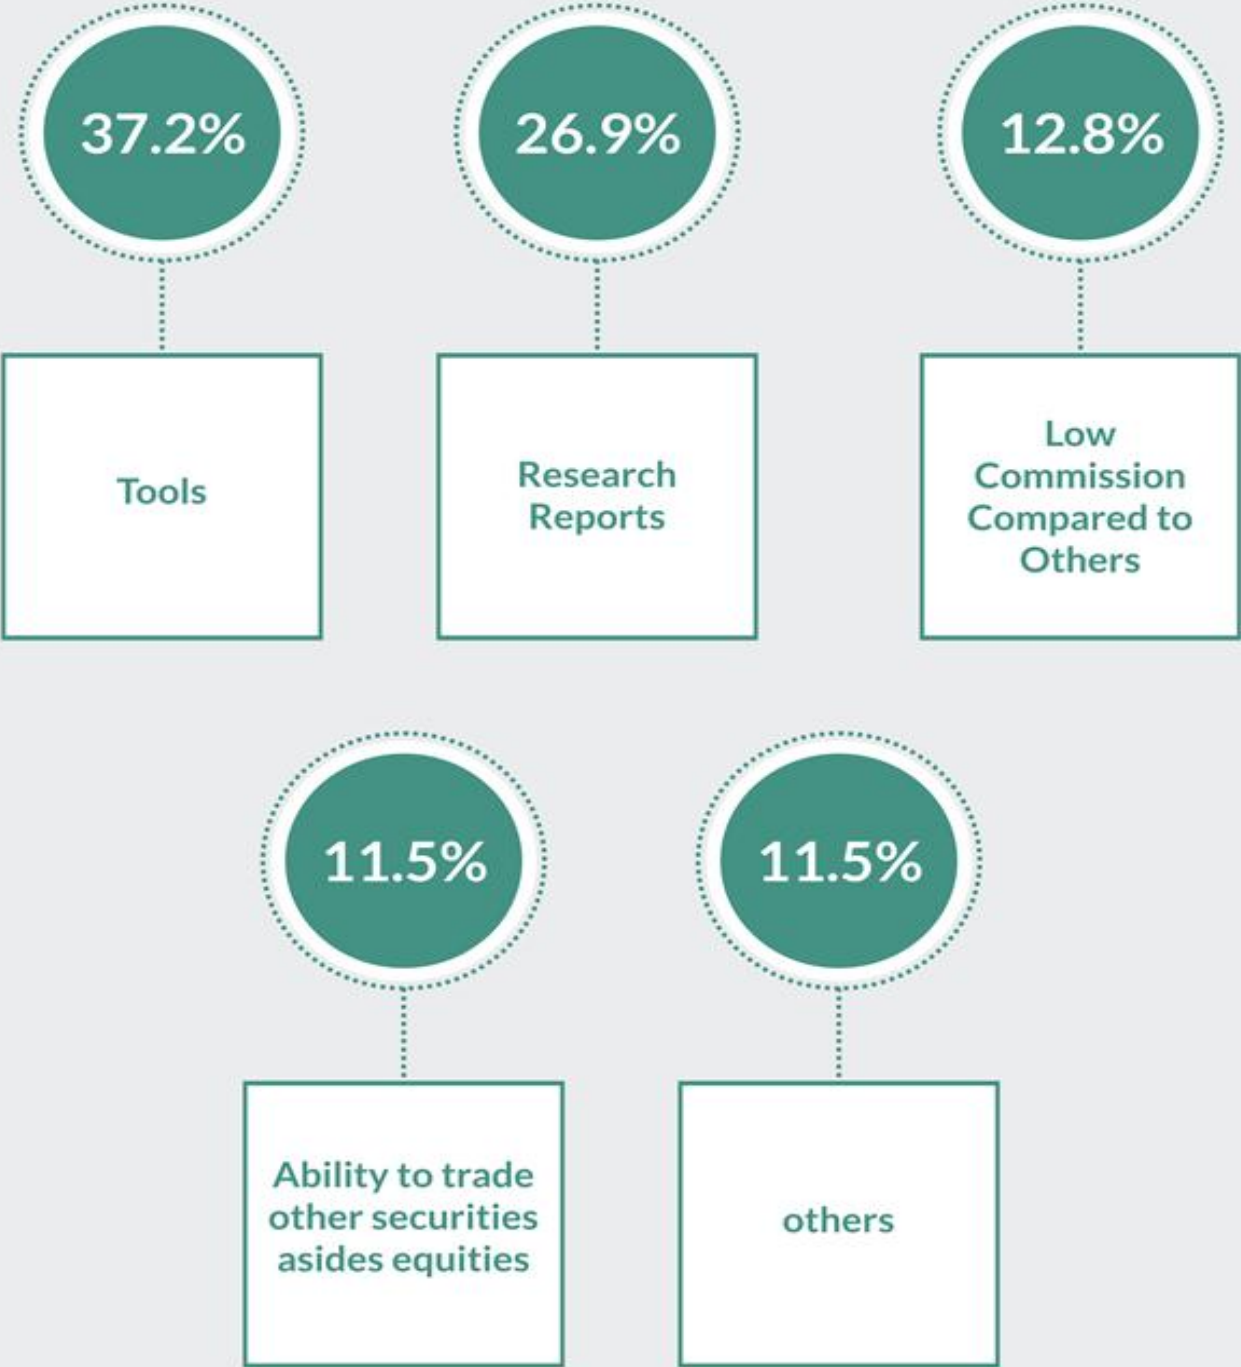 37.2%
26.9%
12.8%
Tools
Research
Reports
Low
Commission
Compared to
Others
11.5%
11.5%
Ability to trade
other securities
asides equities
others